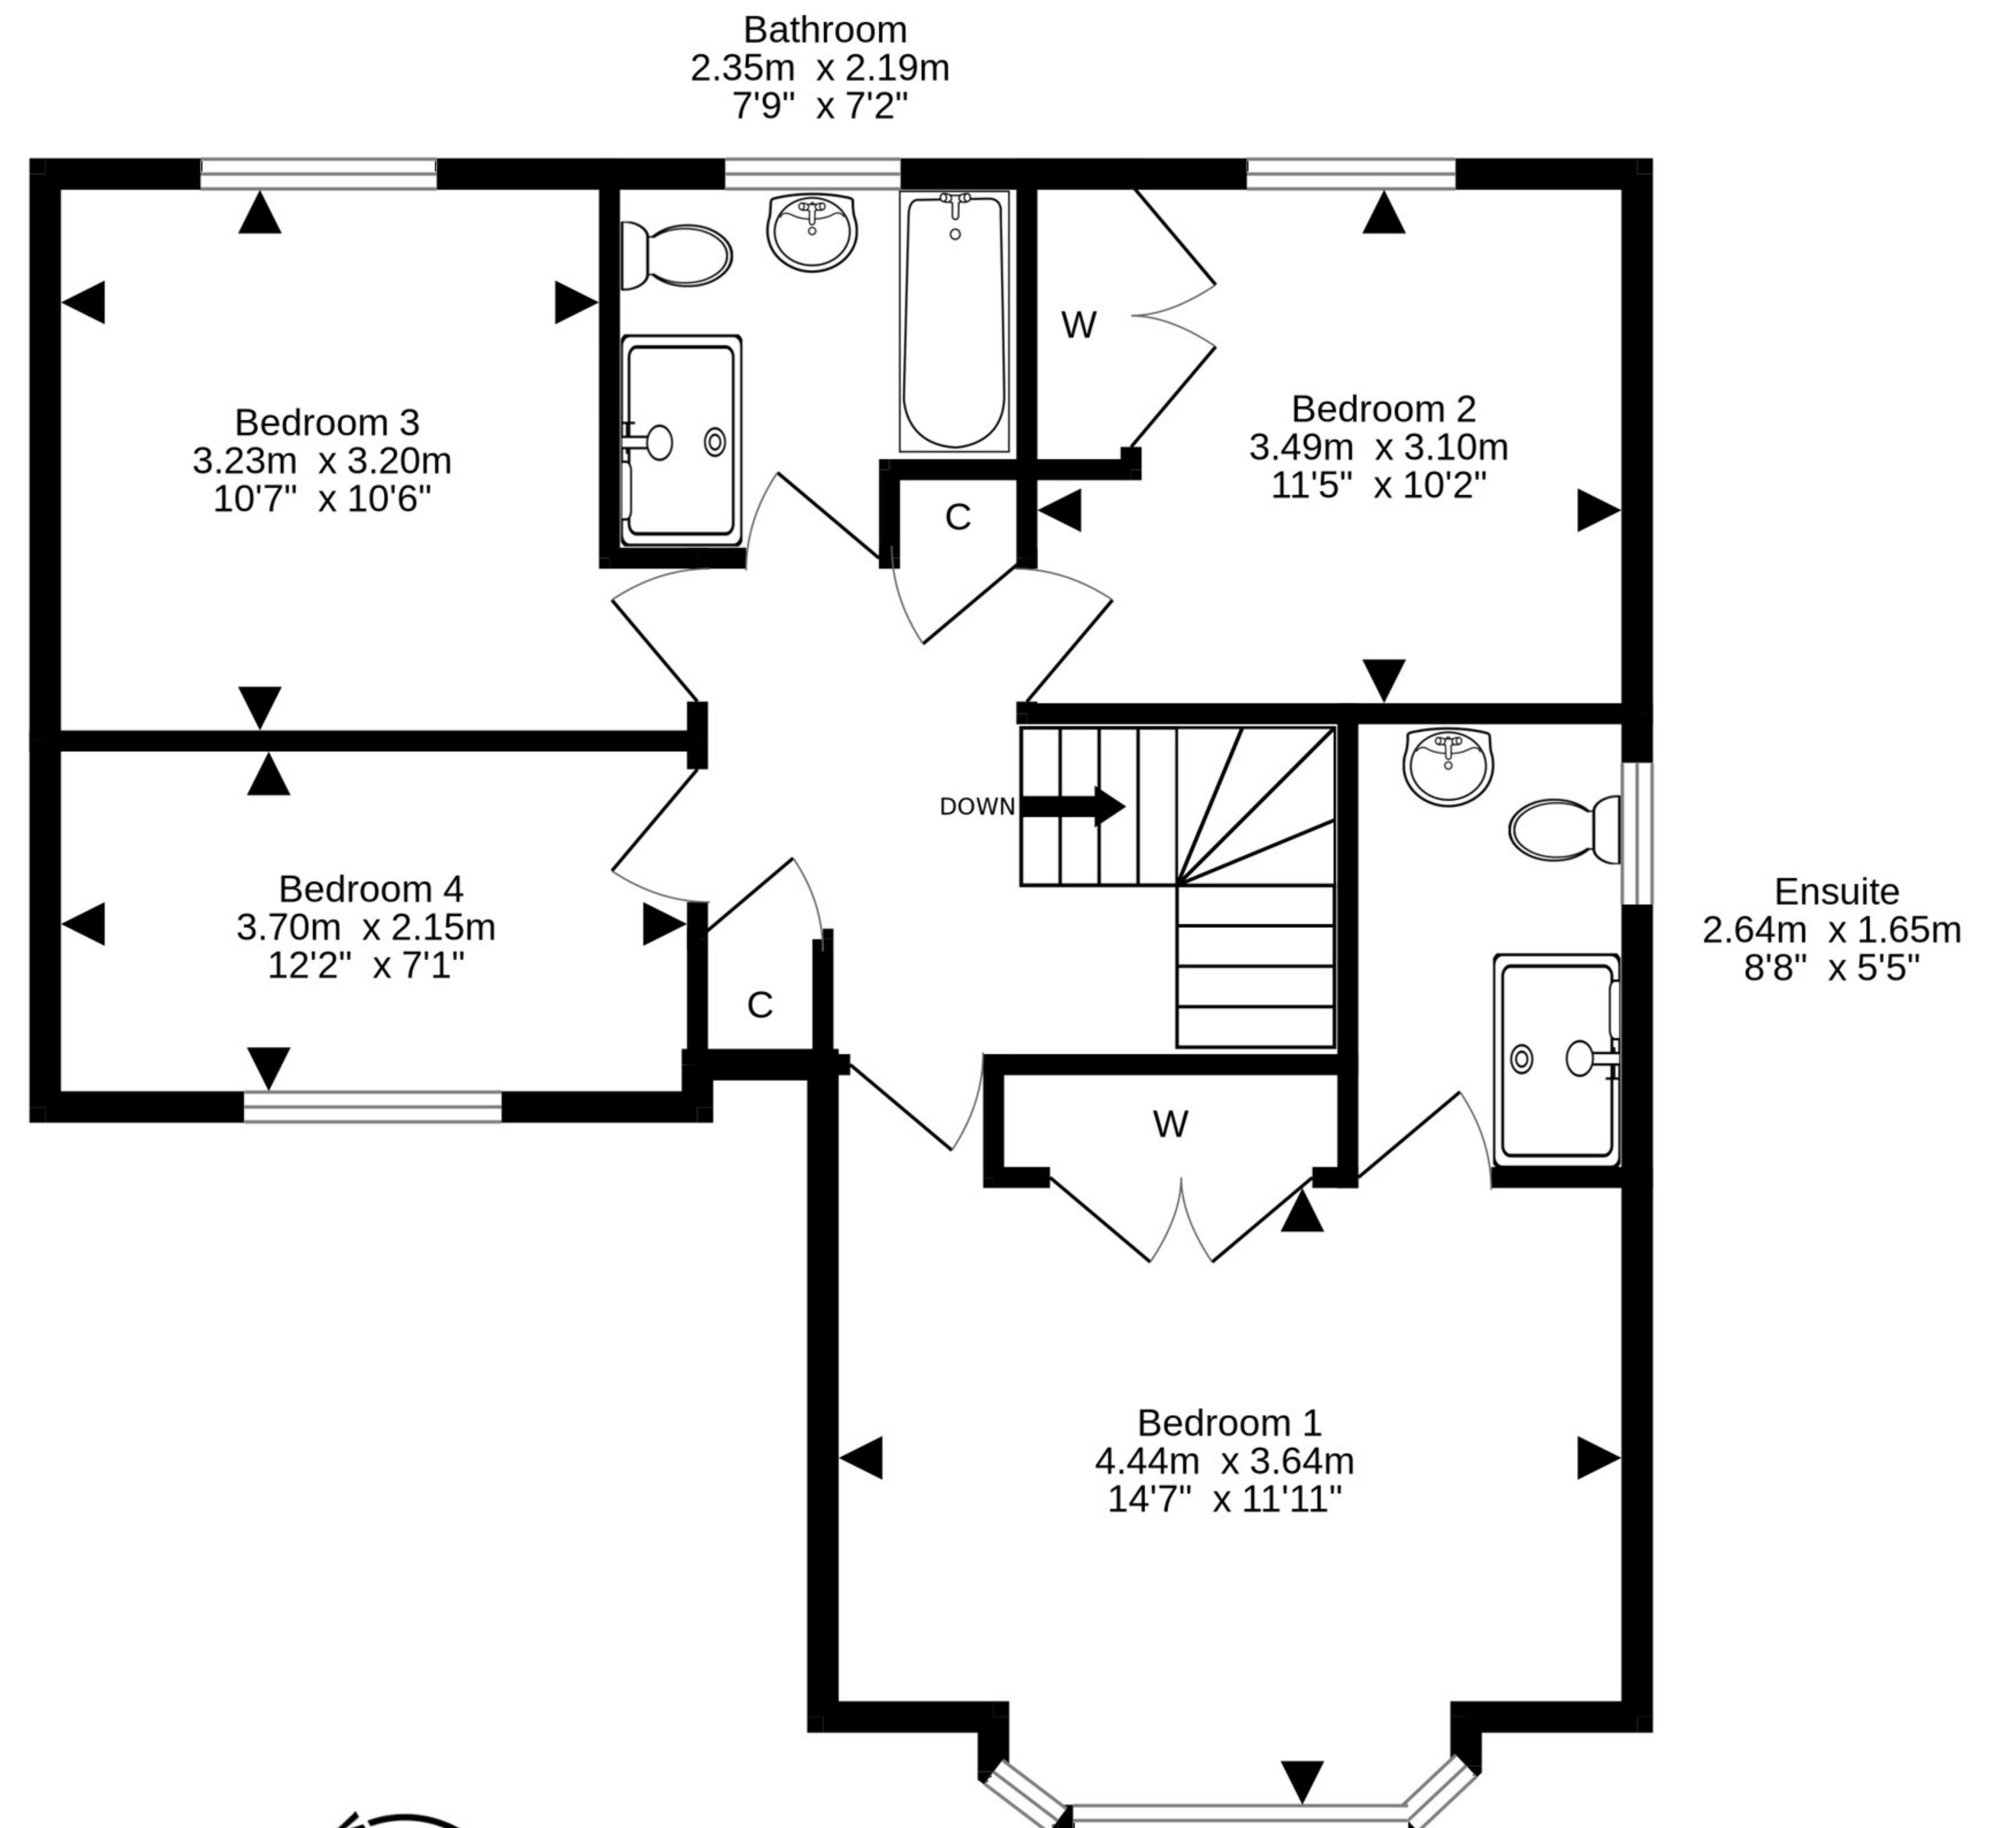 Bathroom
2.35m x 2.19m
7'9" x 7'2"
W
Bedroom 3
3.23m x 3.20m
10'7" x 10'6"
Bedroom 2
3.49m x 3.10m
11'5" x 10'2"
C
DOWN
Bedroom 4
3.70m x 2.15m
12'2" x 7'1"
Ensuite
2.64m x 1.65m
8'8" x 5'5"
C
W
Bedroom 1
4.44m x 3.64m
14'7" x 11'11"